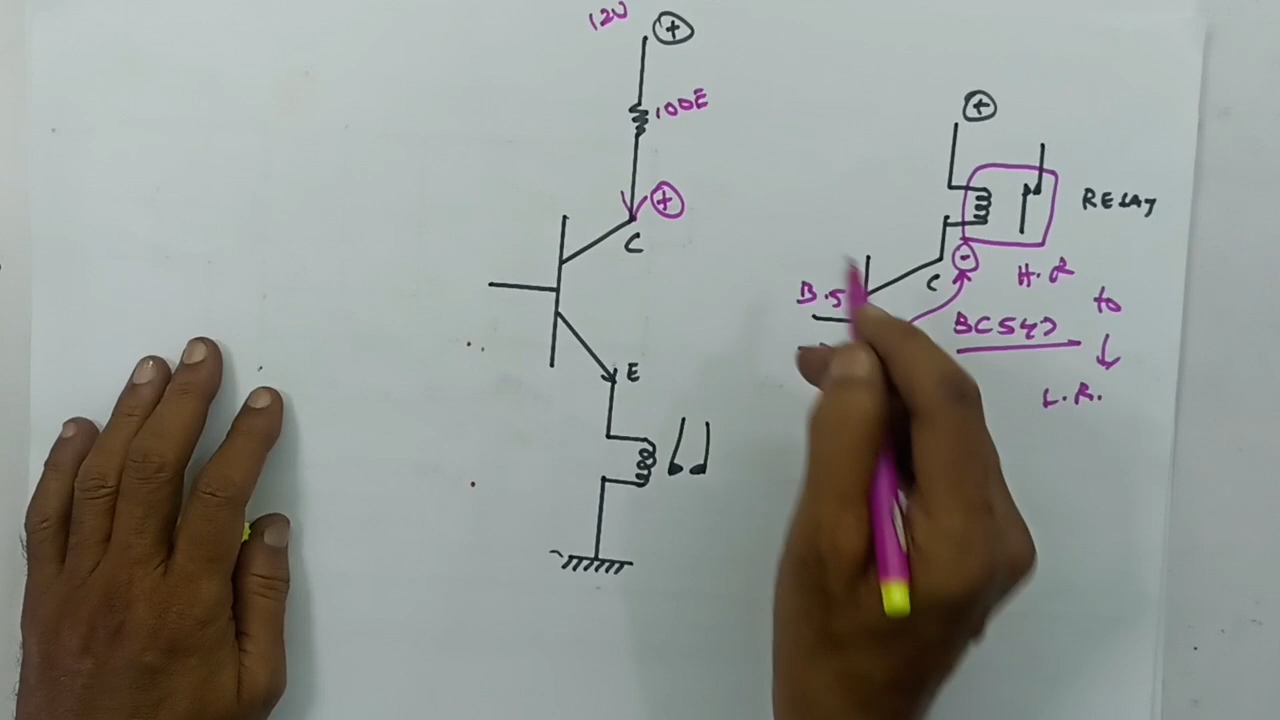 12V
+
100E
+
C
E
+
RELAY
-
C
H.R
to
B.S
BC547
L.R.